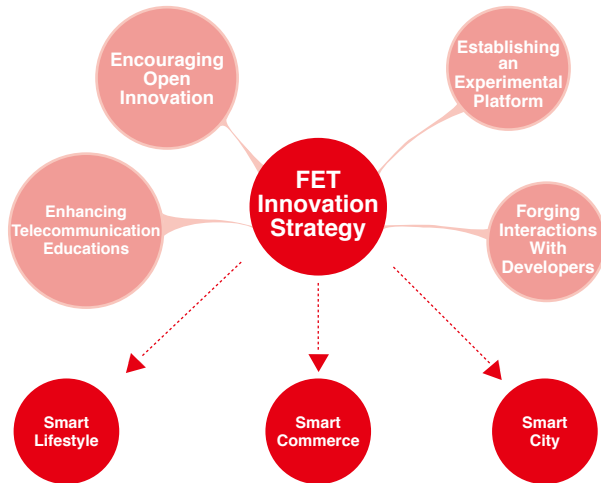 Encouraging
Open
Innovation
Establishing
an
Experimental
Platform
FET
Innovation
Strategy
Enhancing
Telecommunication
Educations
Forging
Interactions
With
Developers
Smart
Lifestyle
Smart
Commerce
Smart
City